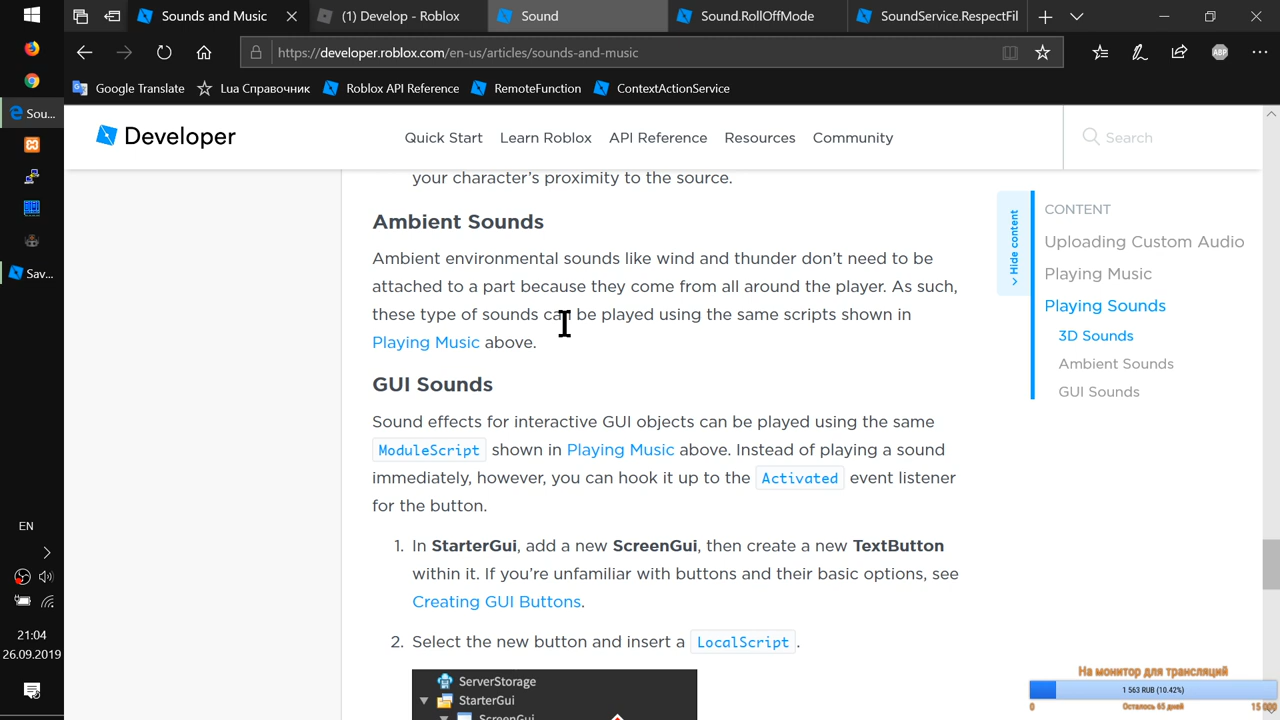 Sounds and Music
(1) Develop - Roblox
Sound
Sound.RollOffMode
SoundService.RespectFil
https://developer.roblox.com/en-us/articles/sounds-and-music
ABP
Google Translate
Lua Справочник
Roblox API Reference
RemoteFunction
ContextActionService
Sou...
Sav...
EN
21:04
26.09.2019
Developer
Quick Start
Learn Roblox
API Reference
Resources
Community
Search
your character's proximity to the source.
Ambient Sounds
Ambient environmental sounds like wind and thunder don't need to be
attached to a part because they come from all around the player. As such,
these type of sounds can be played using the same scripts shown in
Playing Music above.
GUI Sounds
Sound effects for interactive GUI objects can be played using the same
ModuleScript shown in Playing Music above. Instead of playing a sound
immediately, however, you can hook it up to the Activated event listener
for the button.
1. In StarterGui, add a new ScreenGui, then create a new TextButton
within it. If you're unfamiliar with buttons and their basic options, see
Creating GUI Buttons.
2. Select the new button and insert a LocalScript.
ServerStorage
StarterGui
ScreenGui
Hide content
CONTENT
Uploading Custom Audio
Playing Music
Playing Sounds
3D Sounds
Ambient Sounds
GUI Sounds
На монитор для трансляций
1 563 RUB (10.42%)
0
Осталось 65 дней
15 000